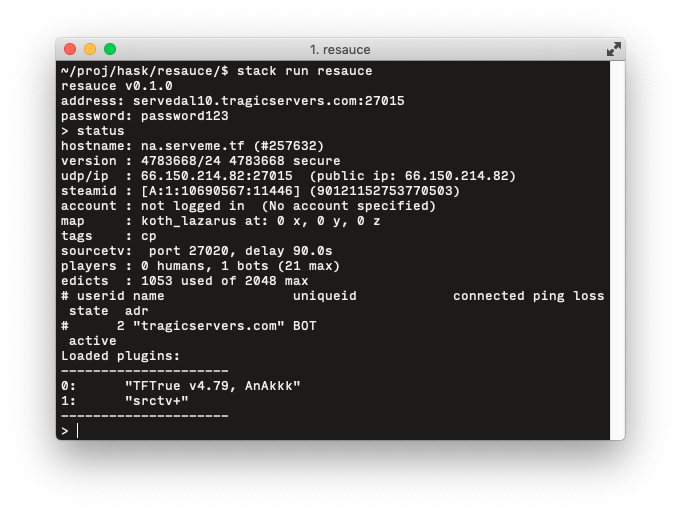 1. resauce
~/proj/hask/resauce/$ stack run resauce
resauce v0.1.0
address: servedal10.tragicservers.com:27015
password: password123
> status
hostname: na.serveme.tf (#257632)
version : 4783668/24 4783668 secure
udp/ip  : 66.150.214.82:27015  (public ip: 66.150.214.82)
steamid : [A:1:10690567:11446] (90121152753770503)
account : not logged in  (No account specified)
map     : koth_lazarus at: 0 x, 0 y, 0 z
tags    : cp
sourcetv:  port 27020, delay 90.0s
players : 0 humans, 1 bots (21 max)
edicts  : 1053 used of 2048 max
# userid name                uniqueid            connected ping loss
 state  adr
#      2 "tragicservers.com" BOT
 active
Loaded plugins:
---------------------
0:      "TFTrue v4.79, AnAkkk"
1:      "srctv+"
---------------------
>